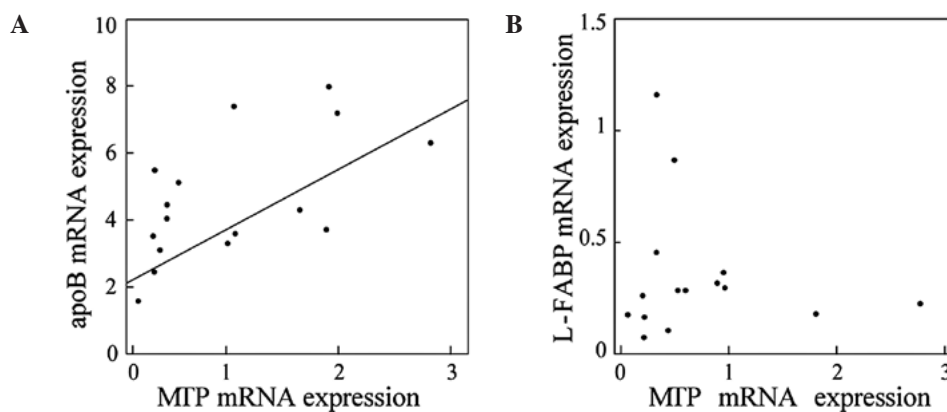 A
10
8
6
4
2
0
apoB mRNA expression
0 1 2 3
MTP mRNA expression
B
1.5
1
0.5
0
L-FABP mRNA expression
0 1 2 3
MTP mRNA expression